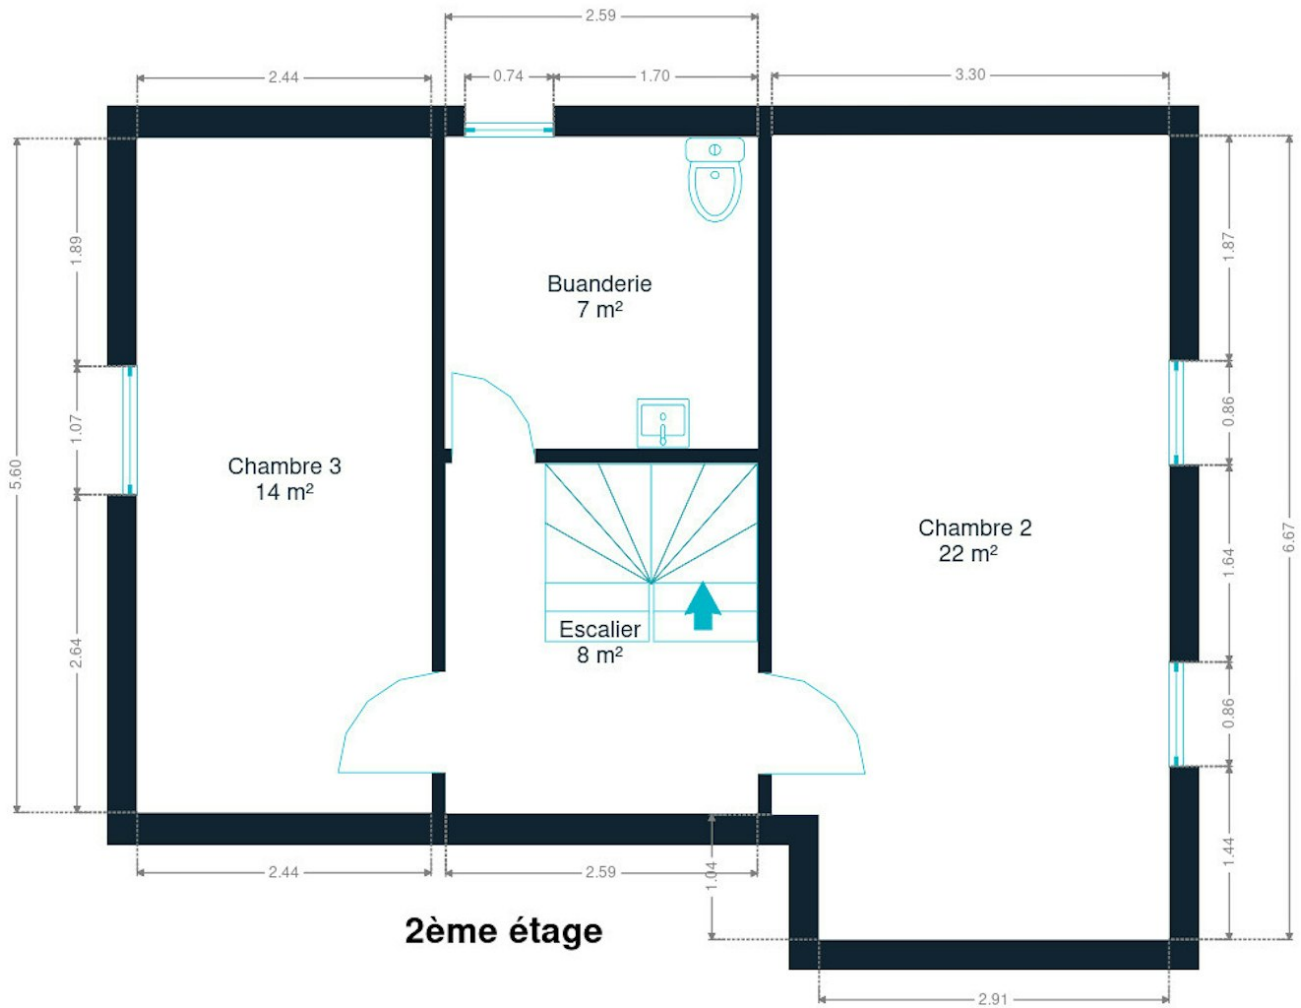 2.59
2.44
0.74
1.70
3.30
1.89
1.87
Buanderie
7 m²
1.07
0.86
5.60
Chambre 3
14 m²
Chambre 2
22 m²
6.67
1.64
Escalier
8 m²
2.64
0.86
1.44
2.44
2.59
1.04
2ème étage
2.91